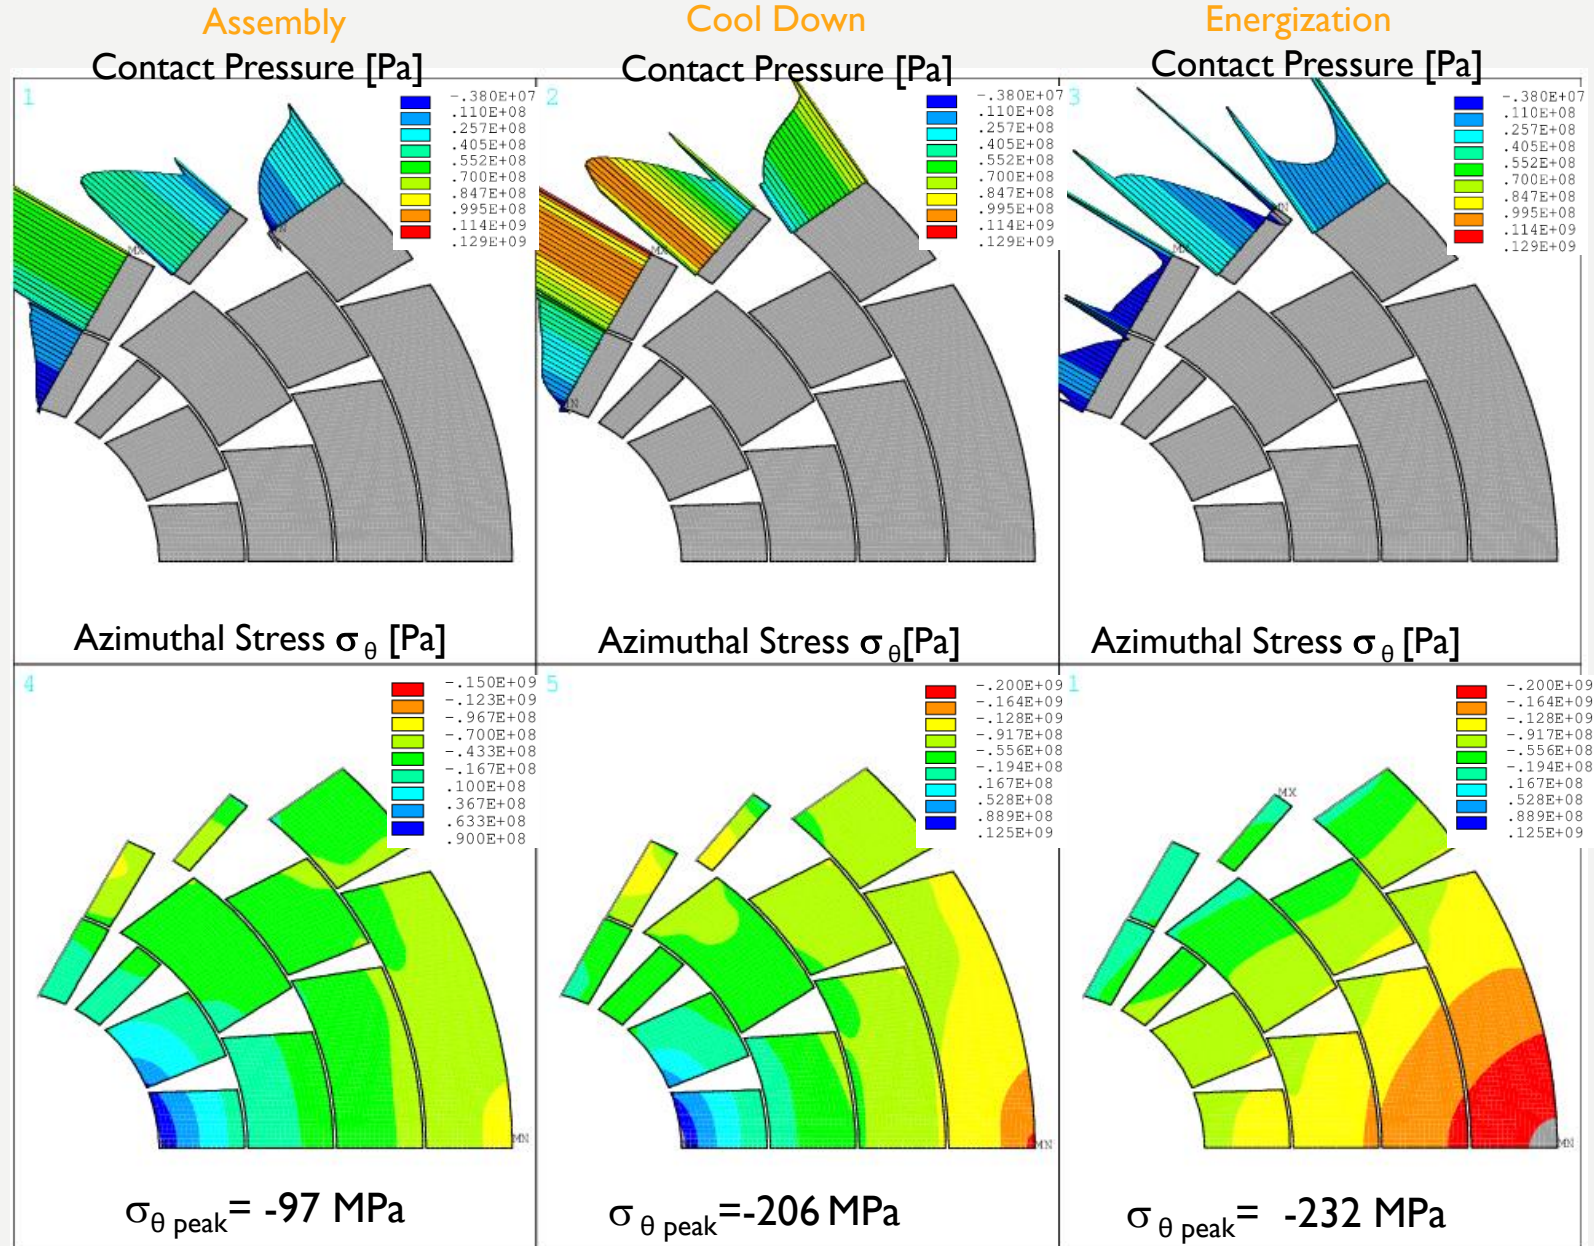 Assembly
Cool Down
Energization
Contact Pressure [Pa]
Contact Pressure [Pa]
Contact Pressure [Pa]
1
-.380E+07
.110E+08
.257E+08
.405E+08
.552E+08
.700E+08
.847E+08
.995E+08
.114E+09
.129E+09
MX
2
-.380E+07
.110E+08
.257E+08
.405E+08
.552E+08
.700E+08
.847E+08
.995E+08
.114E+09
.129E+09
MX
3
-.380E+07
.110E+08
.257E+08
.405E+08
.552E+08
.700E+08
.847E+08
.995E+08
.114E+09
.129E+09
MN
MX
Azimuthal Stress σ θ [Pa]
Azimuthal Stress σ θ[Pa]
Azimuthal Stress σ θ [Pa]
4
-.150E+09
-.123E+09
-.967E+08
-.700E+08
-.433E+08
-.167E+08
.100E+08
.367E+08
.633E+08
.900E+08
MN
5
-.200E+09
-.164E+09
-.128E+09
-.917E+08
-.556E+08
-.194E+08
.167E+08
.528E+08
.889E+08
.125E+09
MN
1
-.200E+09
-.164E+09
-.128E+09
-.917E+08
-.556E+08
-.194E+08
.167E+08
.528E+08
.889E+08
.125E+09
MX
MN
σθ peak= -97 MPa
σ θ peak=-206 MPa
σ θ peak= -232 MPa